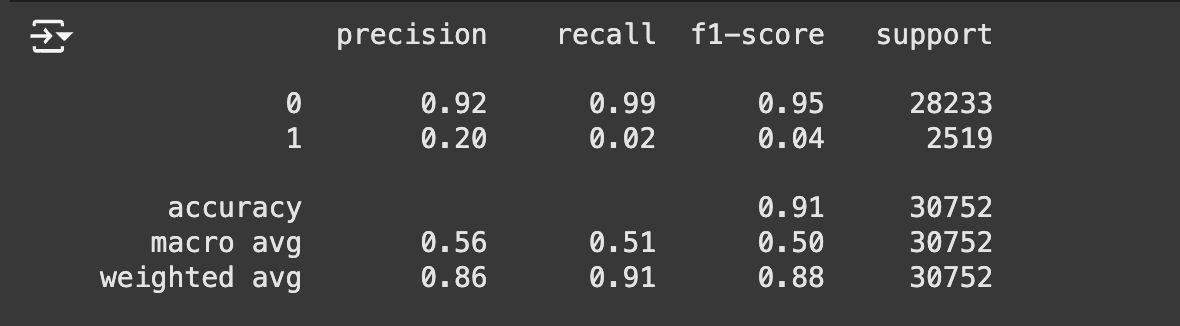 precision recall f1-score support
0 0.92 0.99 0.95 28233
1 0.20 0.02 0.04 2519
accuracy 0.91 30752
macro avg 0.56 0.51 0.50 30752
weighted avg 0.86 0.91 0.88 30752